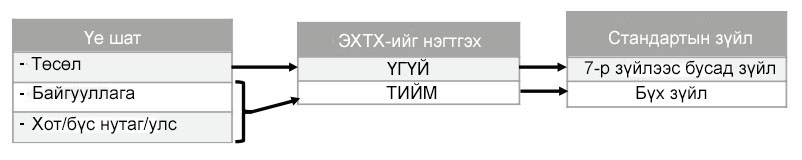 Үе шат
- Төсөл
- Байгууллага
- Хот/бүс нутаг/улс
ЭХТХ-ийг нэгтгэх
ҮГҮЙ
ТИЙМ
Стандартын зүйл
7-р зүйлээс бусад зүйл
Бүх зүйл